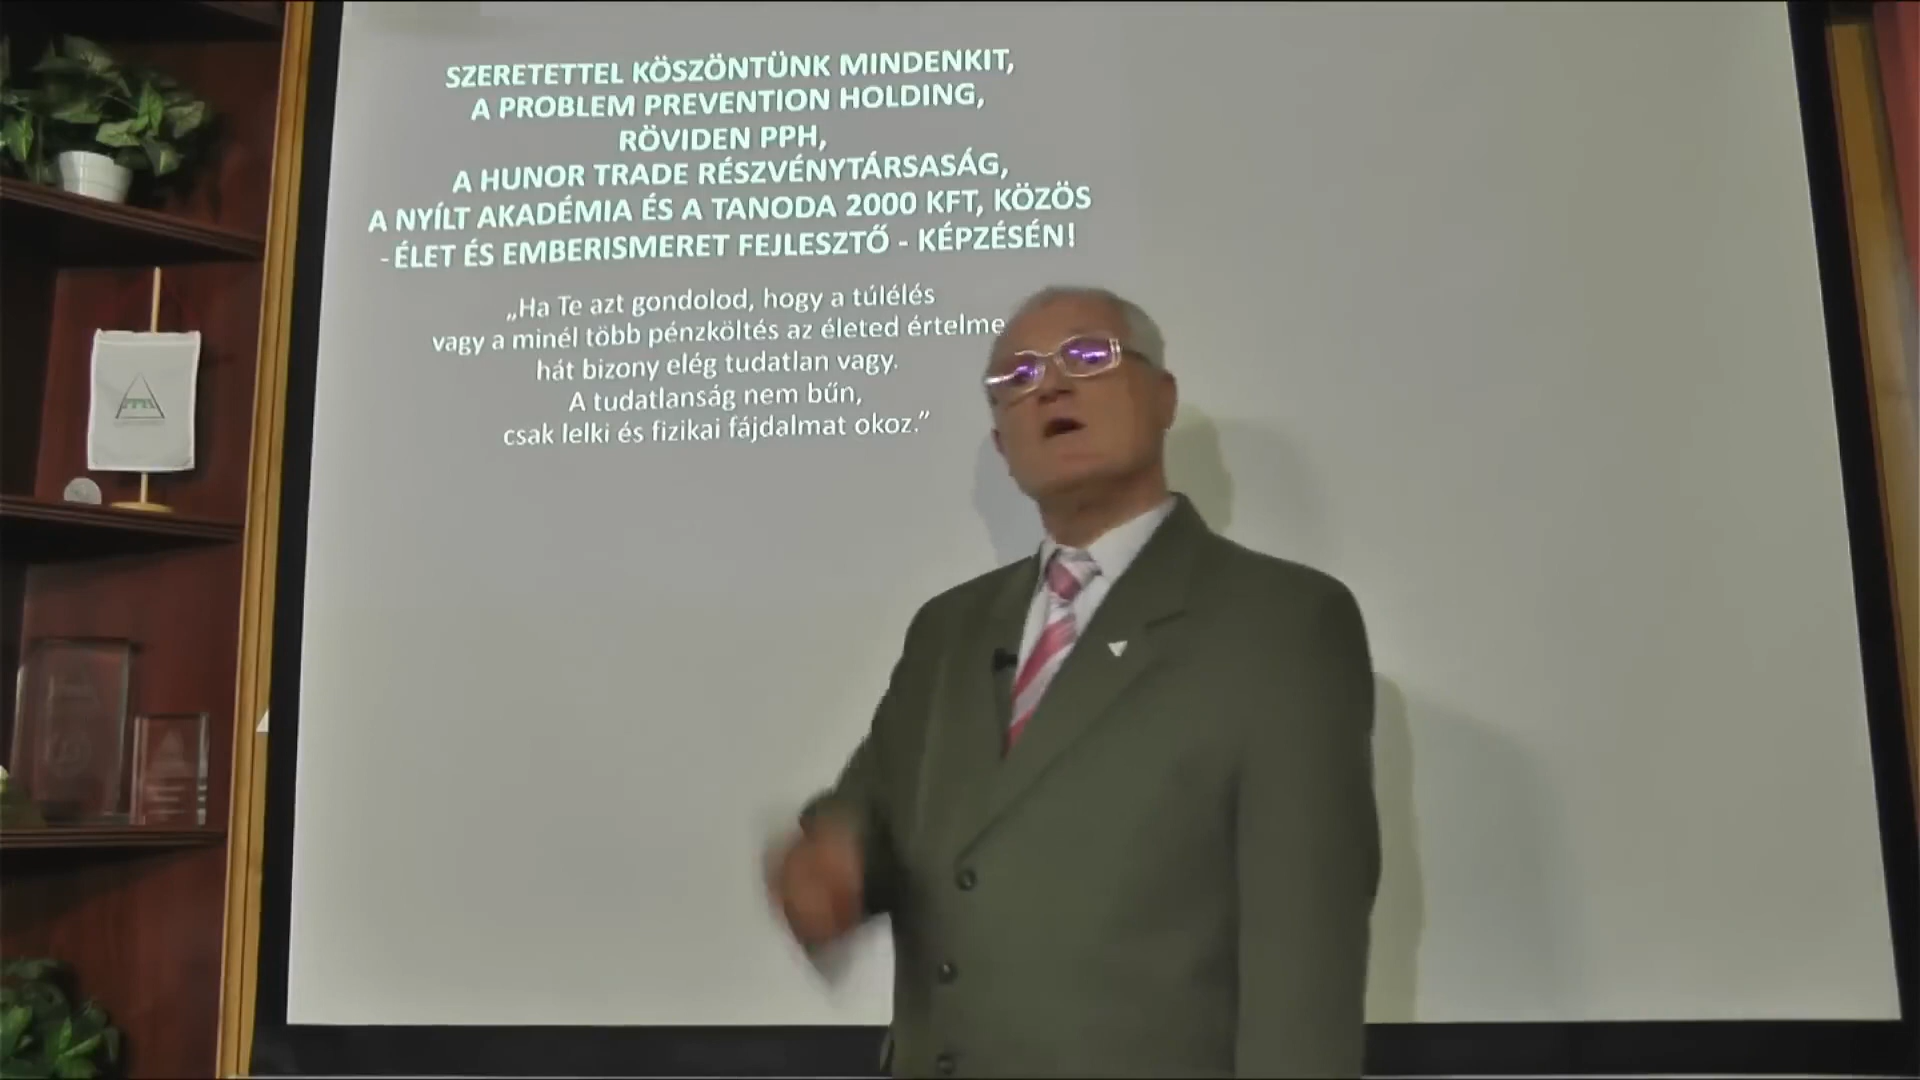 SZERETETTEL KÖSZÖNTÜNK MINDENKIT,
A PROBLEM PREVENTION HOLDING,
RÖVIDEN PPH,
A HUNOR TRADE RÉSZVÉNYTÁRSASÁG,
A NYÍLT AKADÉMIA ÉS A TANODA 2000 KFT, KÖZÖS
- ÉLET ÉS EMBERISMERET FEJLESZTŐ - KÉPZÉSÉN!
„Ha Te azt gondolod, hogy a túlélés
vagy a minél több pénzköltés az életed értelme
hát bizony elég tudatlan vagy.
A tudatlanság nem bűn,
csak lelki és fizikai fájdalmat okoz.”